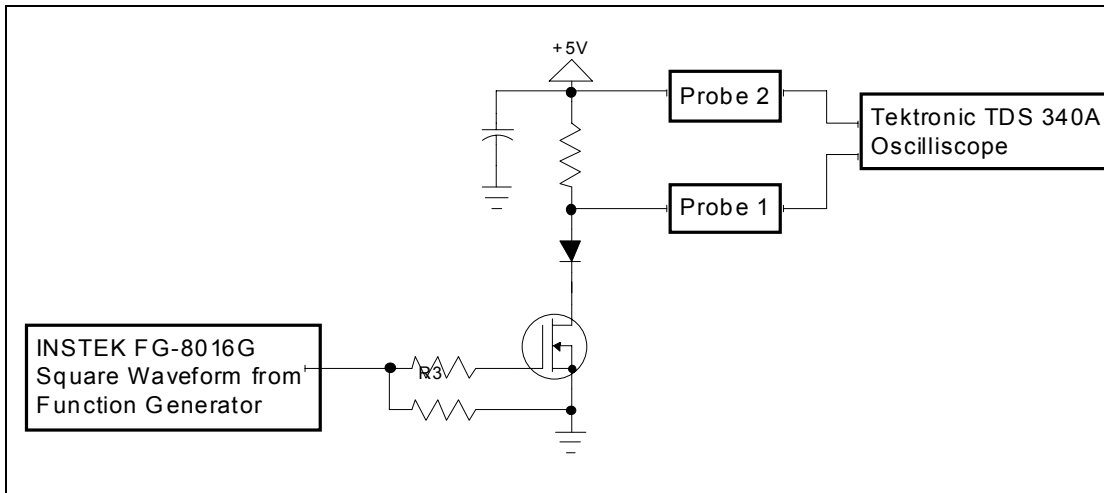 +5V
Probe 2
Tektronic TDS 340A
Oscilliscope
Probe 1
INSTEK FG-8016G
Square Waveform from
Function Generator
R3